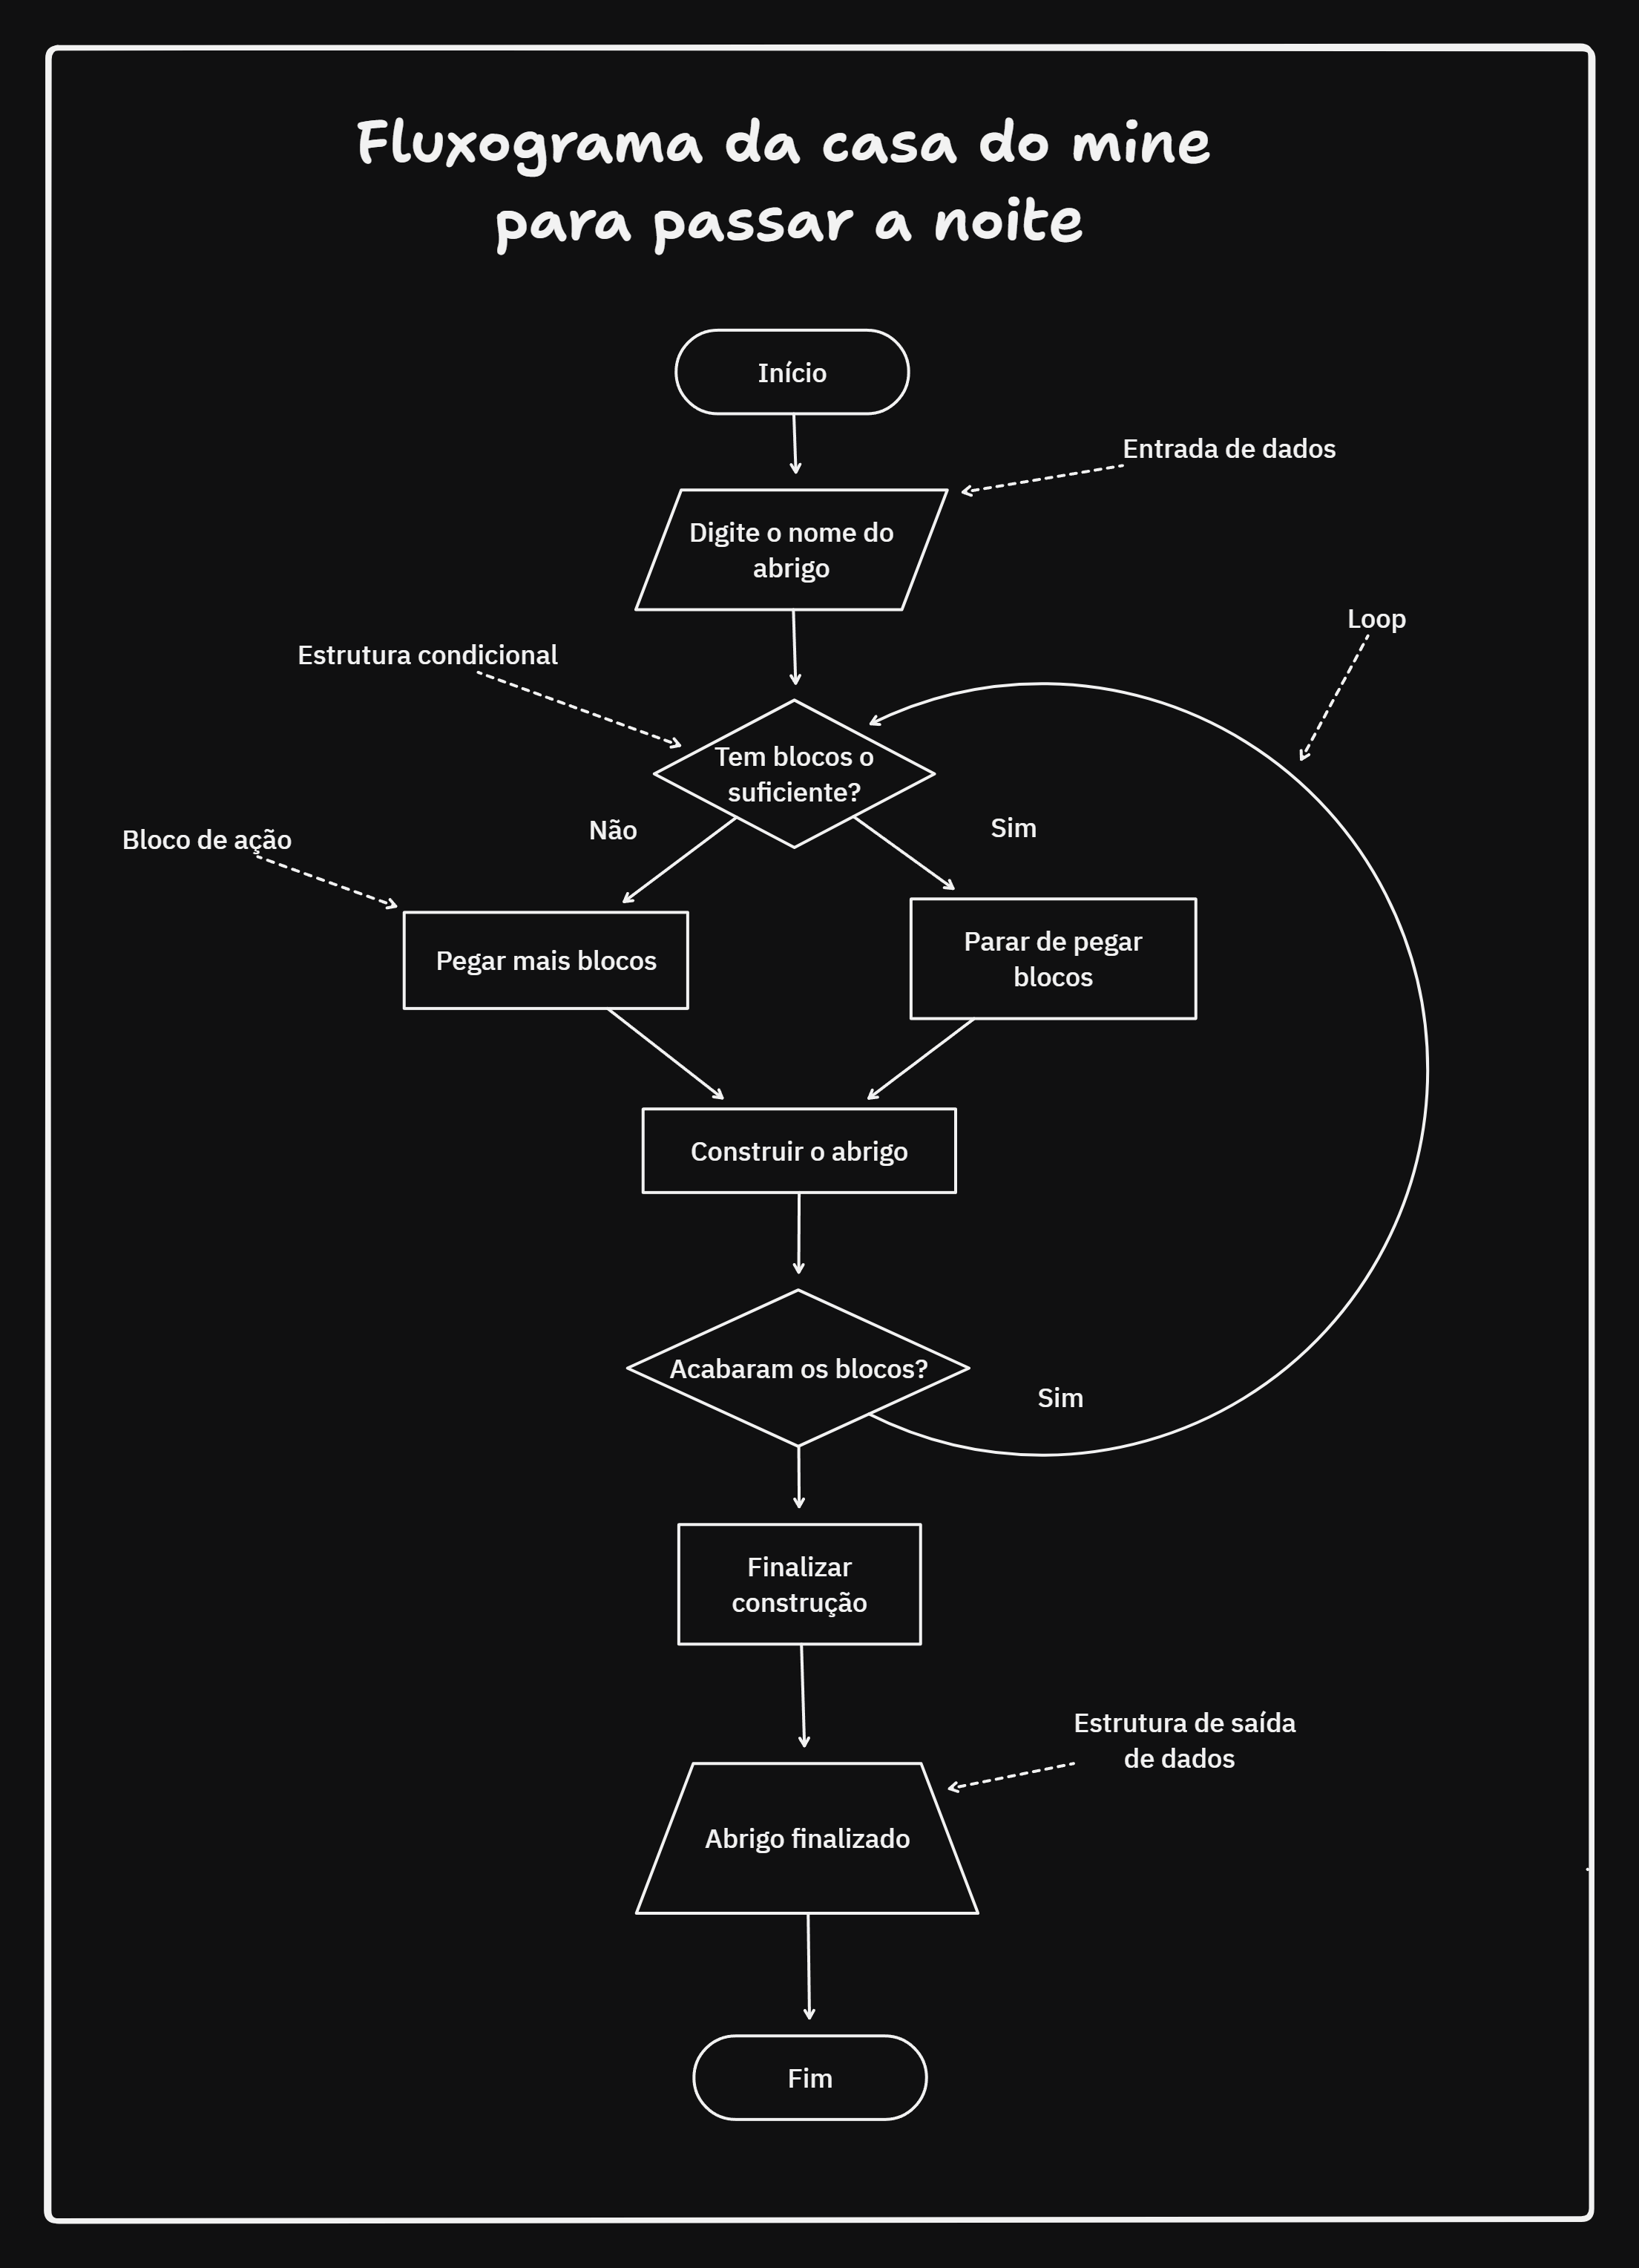 Fluxograma da casa do mine
para passar a noite
Início
Entrada de dados
Digite o nome do
abrigo
Loop
Estrutura condicional
Tem blocos o
suficiente?
Não
Sim
Bloco de ação
Pegar mais blocos
Parar de pegar
blocos
Construir o abrigo
Acabaram os blocos?
Sim
Finalizar
construção
Estrutura de saída
de dados
Abrigo finalizado
Fim